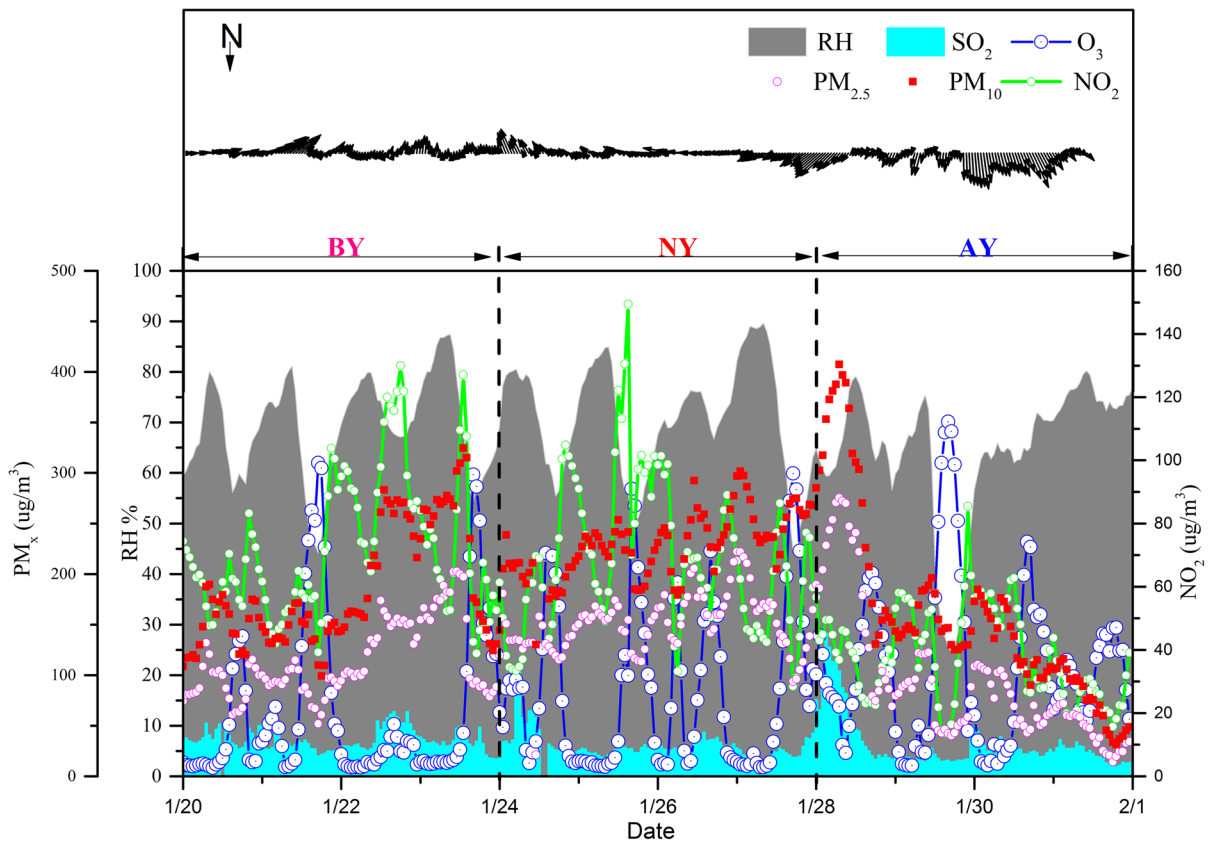 N
RH SO2 O3
PM2.5 PM10 NO2
BY NY AY
500 100 160
90 140
400 80 120
70
300 60 100
50 80
200 40 60
30
100 20 40
10 20
0 0 0
PMx (ug/m3)
RH %
NO2 (ug/m3)
1/20 1/22 1/24 1/26 1/28 1/30 2/1
Date